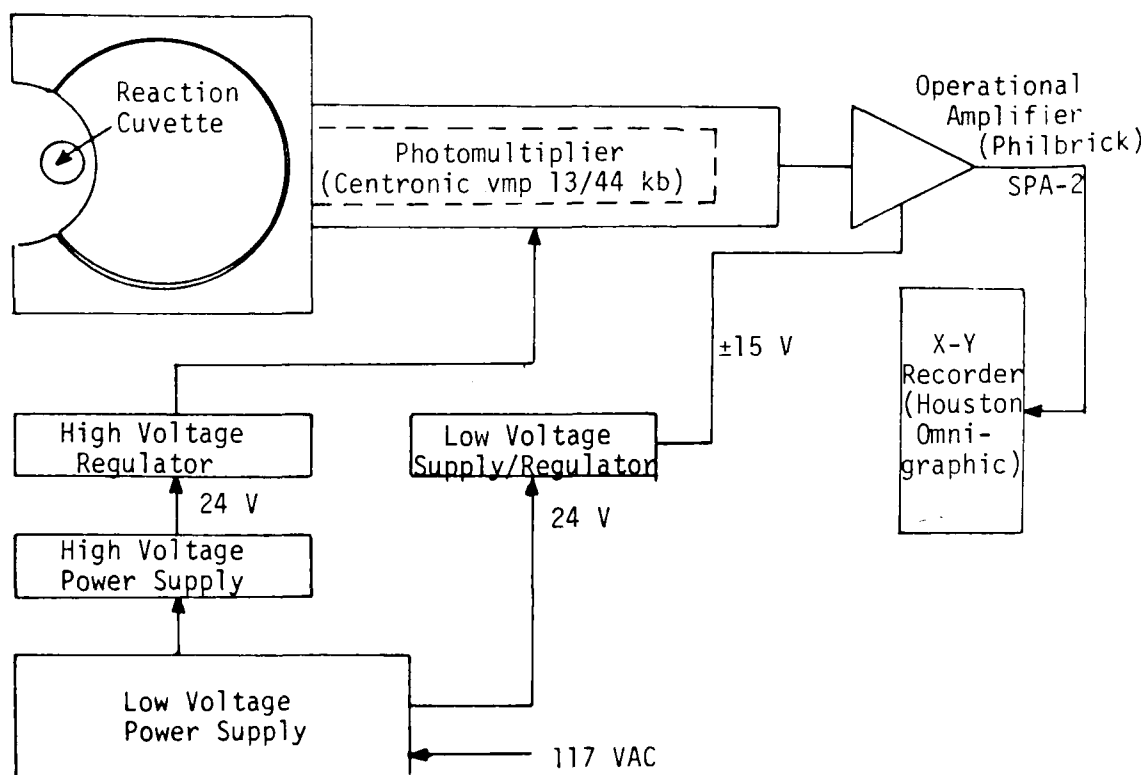 Reaction
Cuvette
Photomultiplier
(Centronic vmp 13/44 kb)
Operational
Amplifier
(Philbrick)
SPA-2
±15 V
X-Y
Recorder
(Houston
Omni-
graphic)
High Voltage
Regulator
Low Voltage
Supply/Regulator
24 V
24 V
High Voltage
Power Supply
Low Voltage
Power Supply
117 VAC